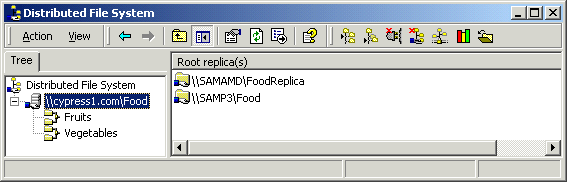 Distributed File System
Action View
Tree
Root replica(s)
Distributed File System
\\cypress1.com\Food
Fruits
Vegetables
\\SAMAMD\FoodReplica
\\SAMP3\Food